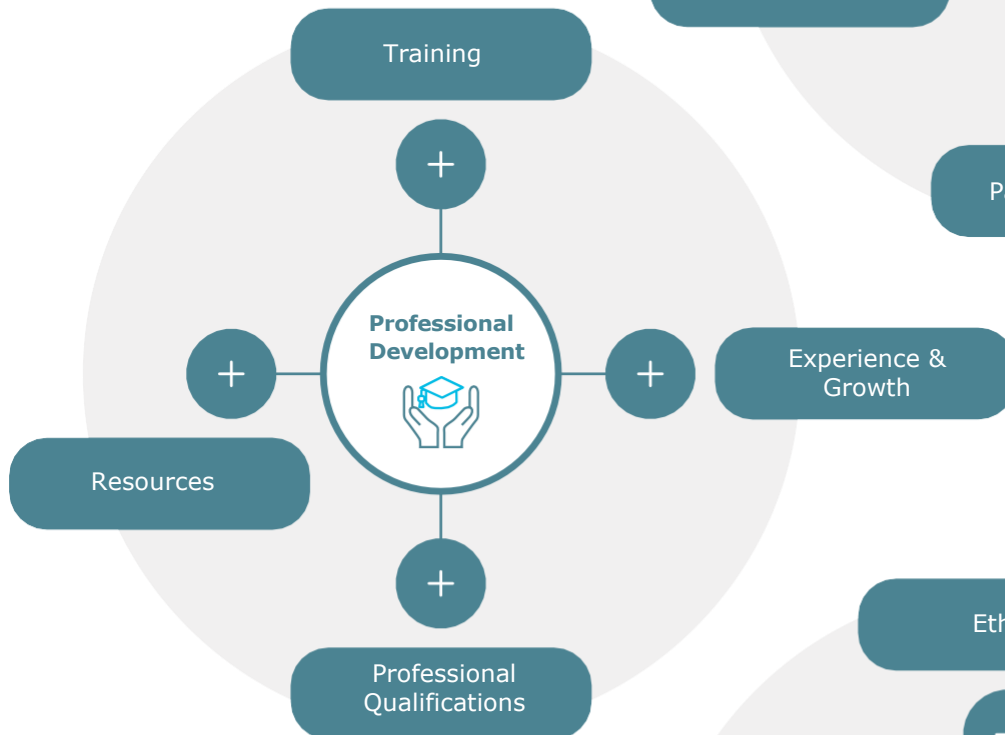 Training
Professional
Development
Experience &
Growth
Resources
Professional
Qualifications